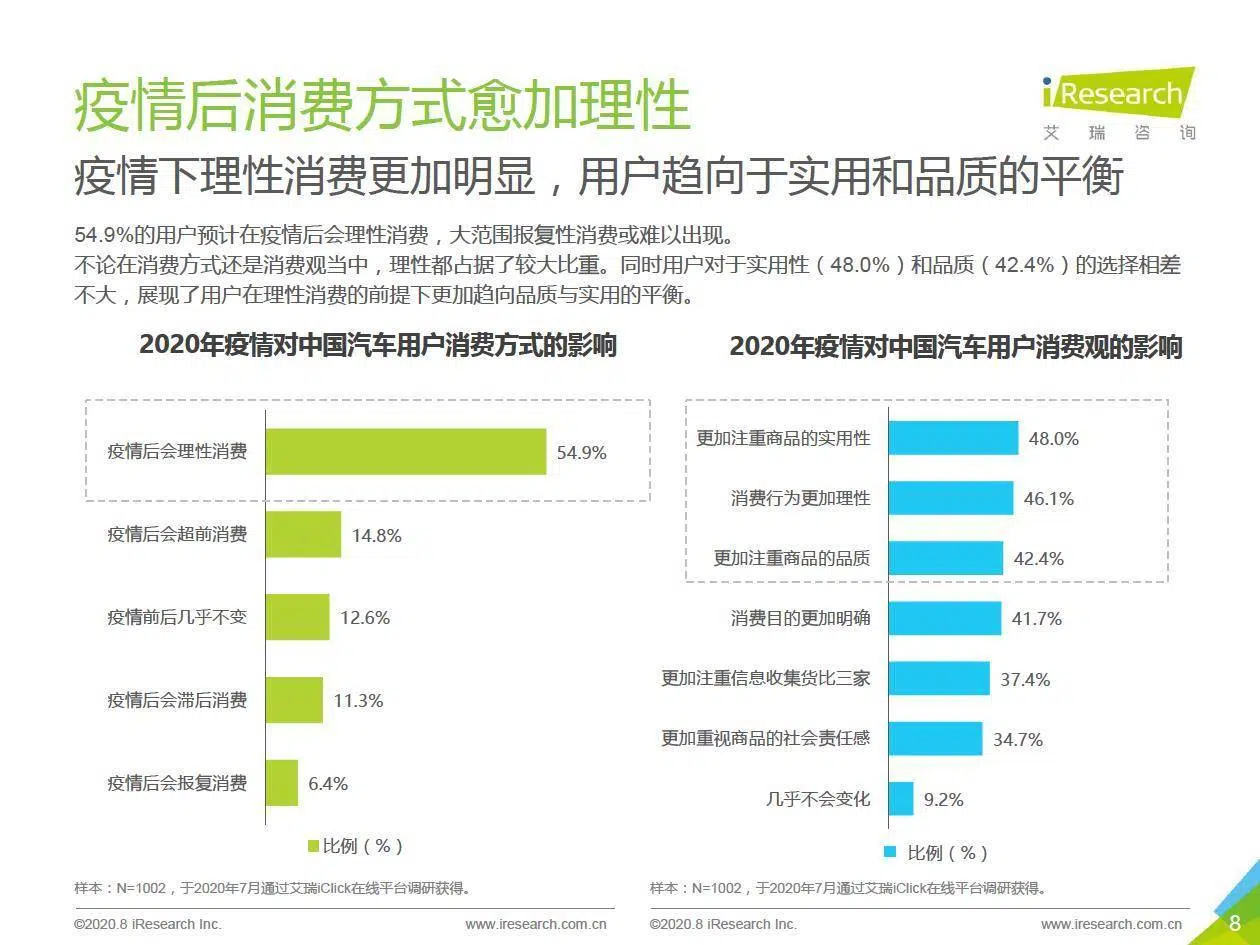 疫情后消费方式愈加理性
iResearch
艾瑞咨询
疫情下理性消费更加明显，用户趋向于实用和品质的平衡
54.9%的用户预计在疫情后会理性消费，大范围报复性消费或难以出现。
不论在消费方式还是消费观当中，理性都占据了较大比重。同时用户对于实用性（48.0%）和品质（42.4%）的选择相差
不大，展现了用户在理性消费的前提下更加趋向品质与实用的平衡。
2020年疫情对中国汽车用户消费方式的影响
疫情后会理性消费 54.9%
疫情后会超前消费 14.8%
疫情前后几乎不变 12.6%
疫情后会滞后消费 11.3%
疫情后会报复消费 6.4%
比例（%）
样本：N=1002，于2020年7月通过艾瑞iClick在线平台调研获得。
©2020.8 iResearch Inc. www.iresearch.com.cn
2020年疫情对中国汽车用户消费观的影响
更加注重商品的实用性 48.0%
消费行为更加理性 46.1%
更加注重商品的品质 42.4%
消费目的更加明确 41.7%
更加注重信息收集货比三家 37.4%
更加重视商品的社会责任感 34.7%
几乎不会变化 9.2%
比例（%）
样本：N=1002，于2020年7月通过艾瑞iClick在线平台调研获得。
©2020.8 iResearch Inc. www.iresearch.com.cn
8